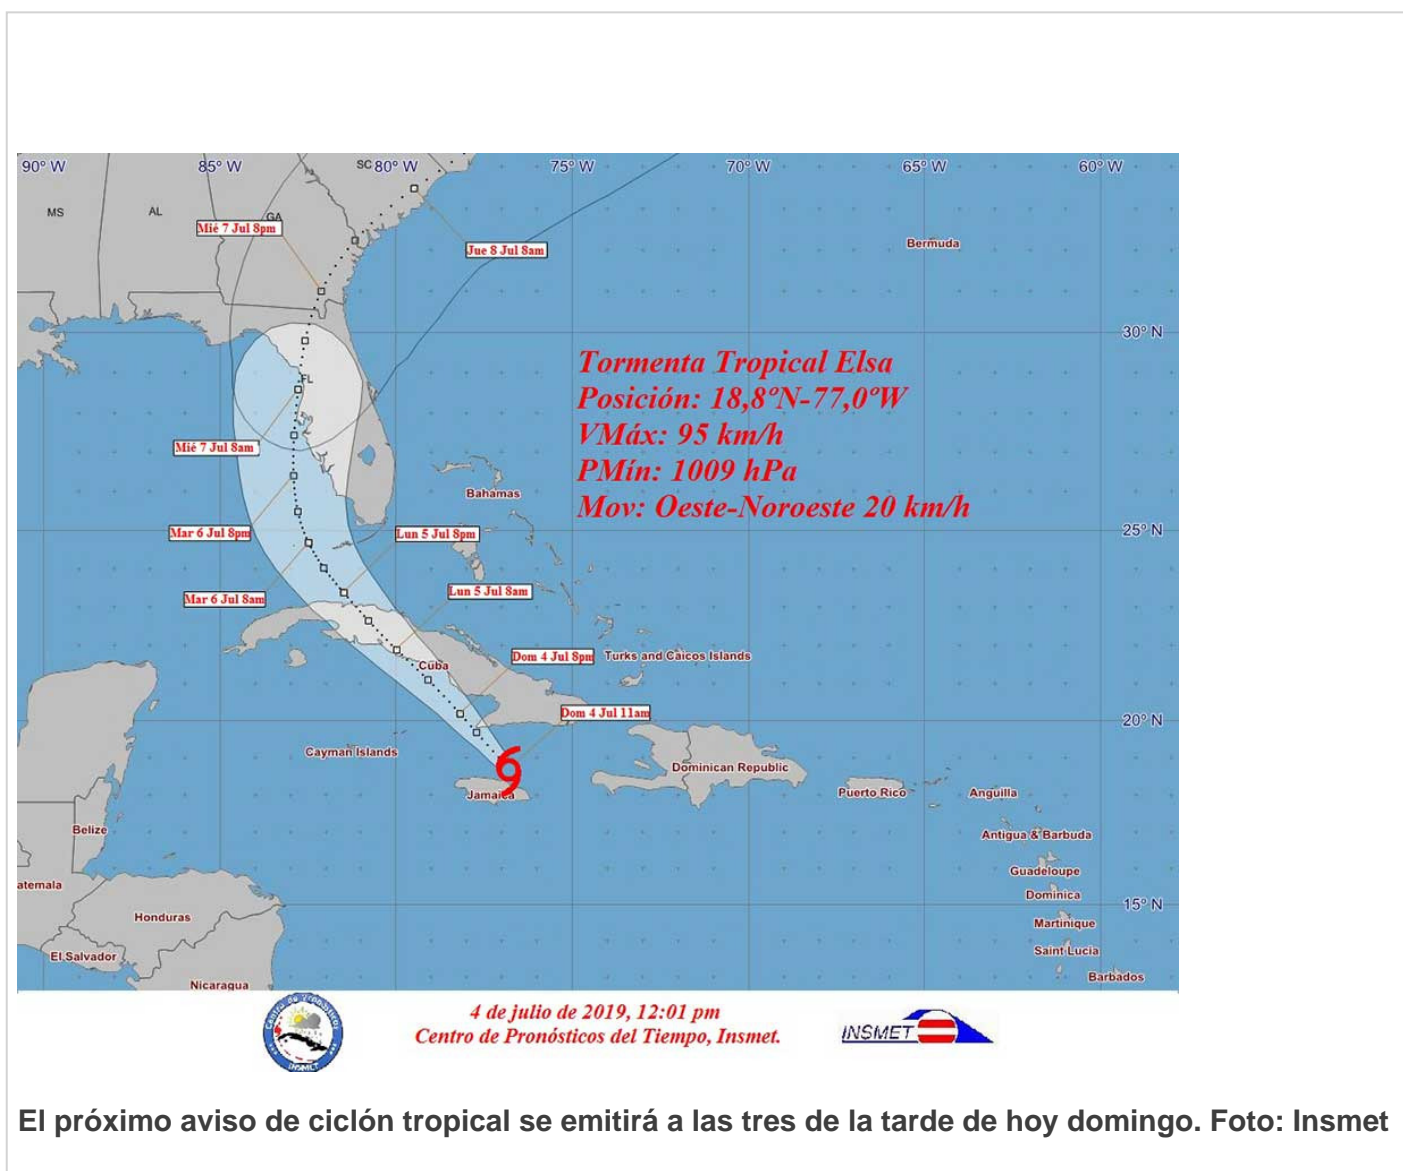 90° W
85° W
SC 80° W
75° W
70° W
65° W
60° W
MS
AL
GA
Mié 7 Jul 8pm
Jue 8 Jul 8am
Bermuda
30° N
Tormenta Tropical Elsa
Posición: 18,8ºN-77,0ºW
VMáx: 95 km/h
PMín: 1009 hPa
Mov: Oeste-Noroeste 20 km/h
FL
Mié 7 Jul 8am
Bahamas
Mar 6 Jul 8pm
Lun 5 Jul 8pm
25° N
Mar 6 Jul 8am
Lun 5 Jul 8am
Cuba
Dom 4 Jul 8pm
Turks and Caicos Islands
Dom 4 Jul 11am
20° N
Cayman Islands
Dominican Republic
Jamaica
Puerto Rico
Anguilla
Belize
Antigua & Barbuda
atemala
Guadeloupe
Dominica
15° N
Honduras
Martinique
El Salvador
Saint Lucia
Nicaragua
Barbados
Centro de Pronósticos
INSMET
4 de julio de 2019, 12:01 pm
Centro de Pronósticos del Tiempo, Insmet.
INSMET
El próximo aviso de ciclón tropical se emitirá a las tres de la tarde de hoy domingo. Foto: Insmet